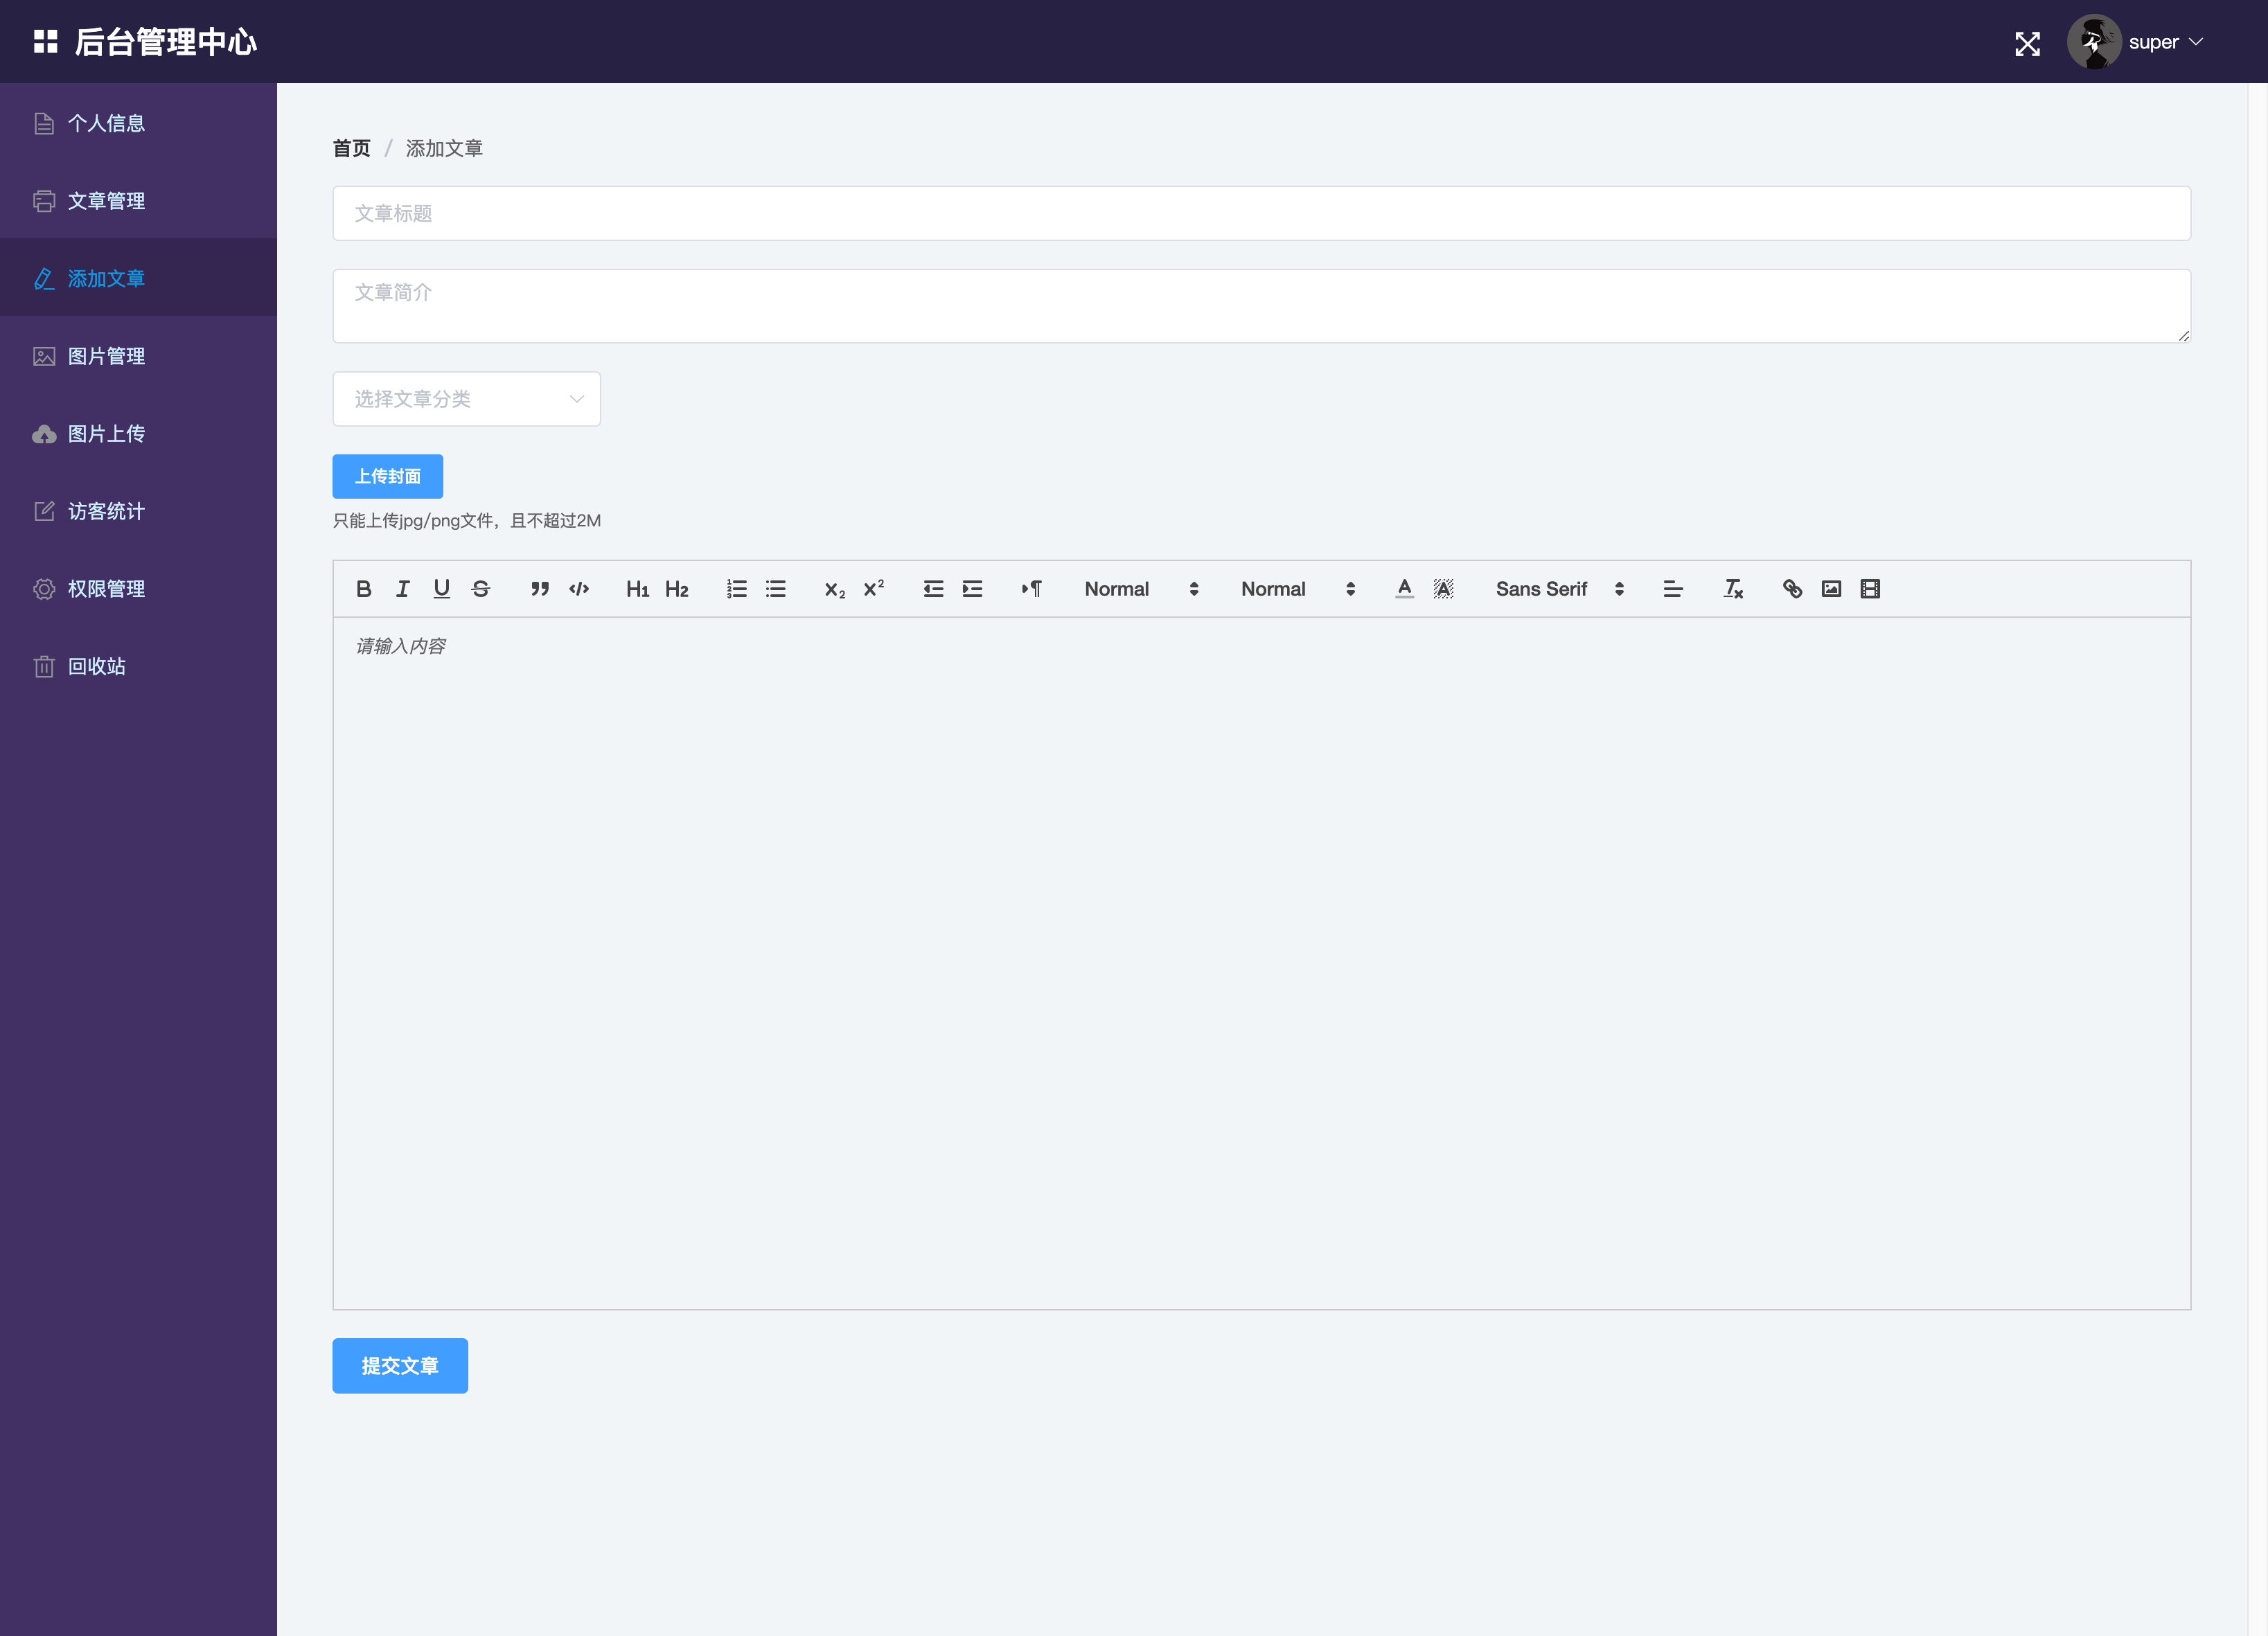 后台管理中心
super
个人信息
文章管理
添加文章
图片管理
图片上传
访客统计
权限管理
回收站
首页 / 添加文章
文章标题
文章简介
选择文章分类
上传封面
只能上传jpg/png文件，且不超过2M
H1 H2 Normal Normal Sans Serif
请输入内容
提交文章